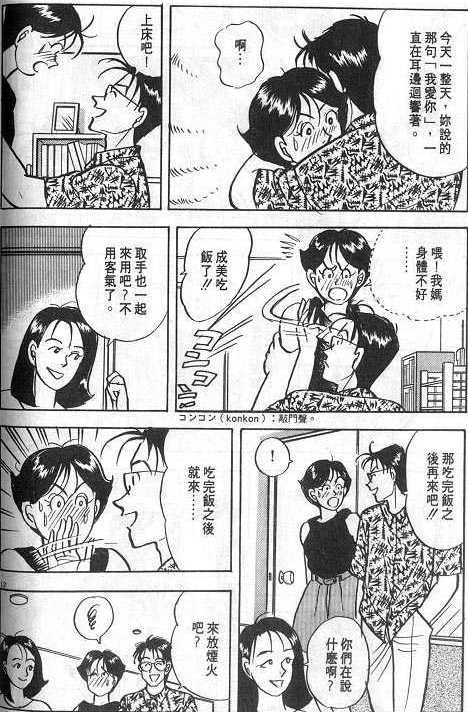 今天一整天，妳說的
那句「我愛你」，一
直在耳邊迴響著。
啊…
上床吧！
喂！我媽
身體不好
……
成美吃
飯了!!
コンコン
取手也一起
來用吧？不
用客氣了。
コンコン（konkon）：敲門聲。
那吃完飯之
後再來吧!!
！
你們在說
什麼啊？
吃完飯之後
就來……
來放煙火
吧？
12